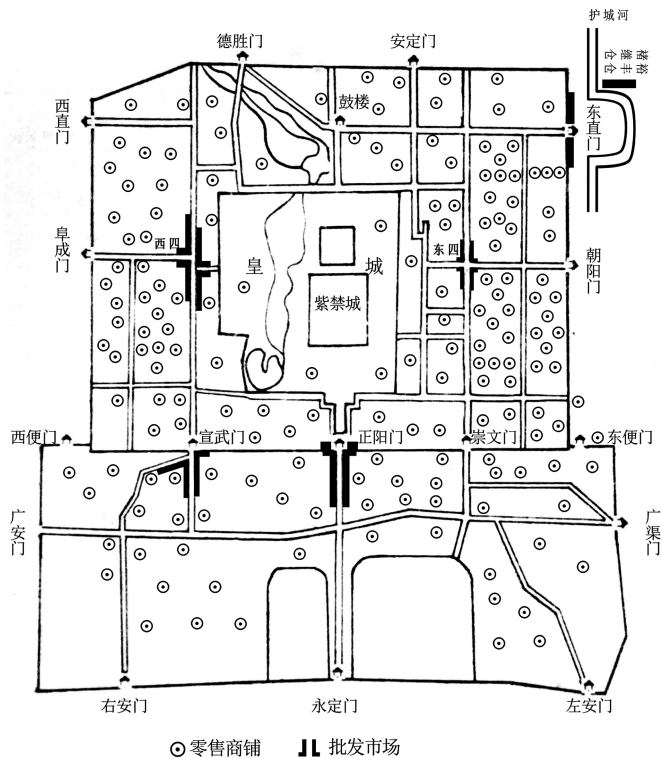 护城河
裕丰仓
德胜门
安定门
西直门
鼓楼
东直门
阜成门
西四
东四
朝阳门
皇城
紫禁城
西便门
宣武门
正阳门
崇文门
东便门
广安门
广渠门
右安门
永定门
左安门
零售商铺
批发市场